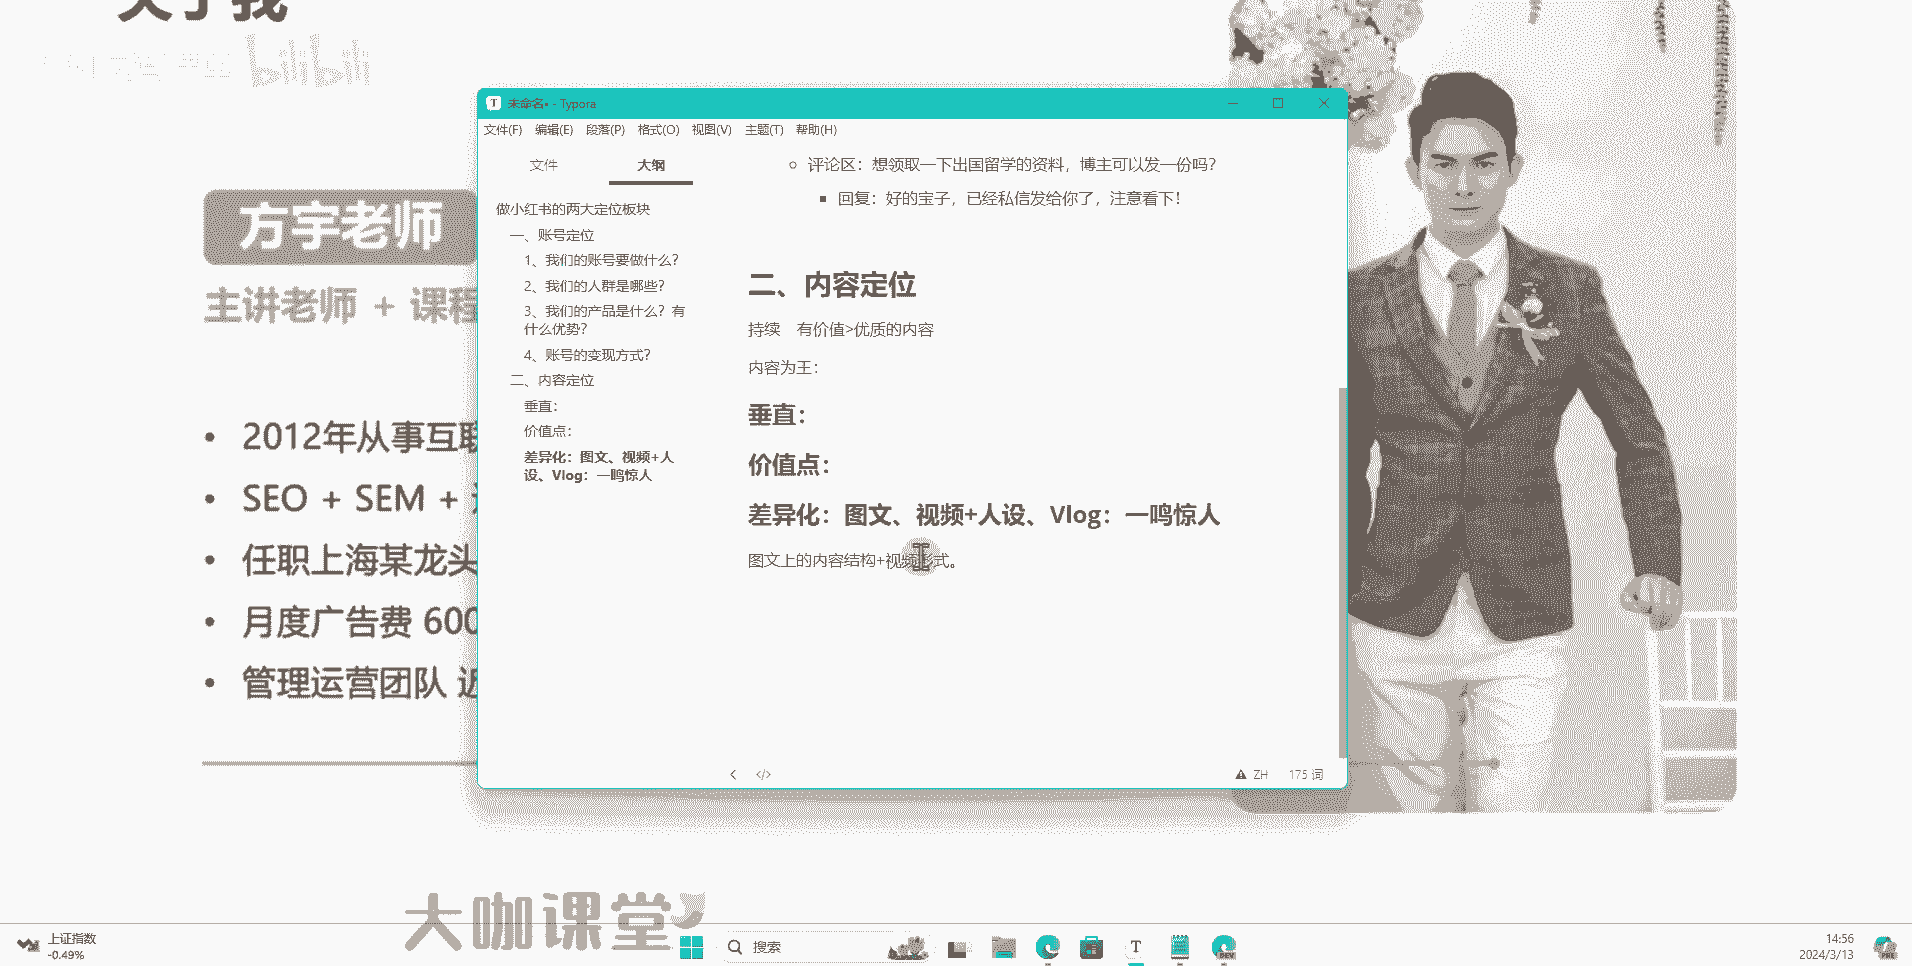 关于我
bilibili
方宇老师
主讲老师 + 课程
2012年从事互联
SEO + SEM +
任职上海某龙头
月度广告费 600
管理运营团队 近
未命名• - Typora
文件(F) 编辑(E) 段落(P) 格式(O) 视图(V) 主题(T) 帮助(H)
文件 大纲
做小红书的两大定位板块
一、账号定位
1、我们的账号要做什么？
2、我们的人群是哪些？
3、我们的产品是什么？有
什么优势？
4、账号的变现方式？
二、内容定位
垂直：
价值点：
差异化：图文、视频+人
设、Vlog：一鸣惊人
评论区：想领取一下出国留学的资料，博主可以发一份吗？
回复：好的宝子，已经私信发给你了，注意看下！
二、内容定位
持续 有价值>优质的内容
内容为王：
垂直：
价值点：
差异化：图文、视频+人设、Vlog：一鸣惊人
图文上的内容结构+视频形式。
ZH 175 词
大咖课堂
上证指数
-0.49%
搜索
14:56
2024/3/13